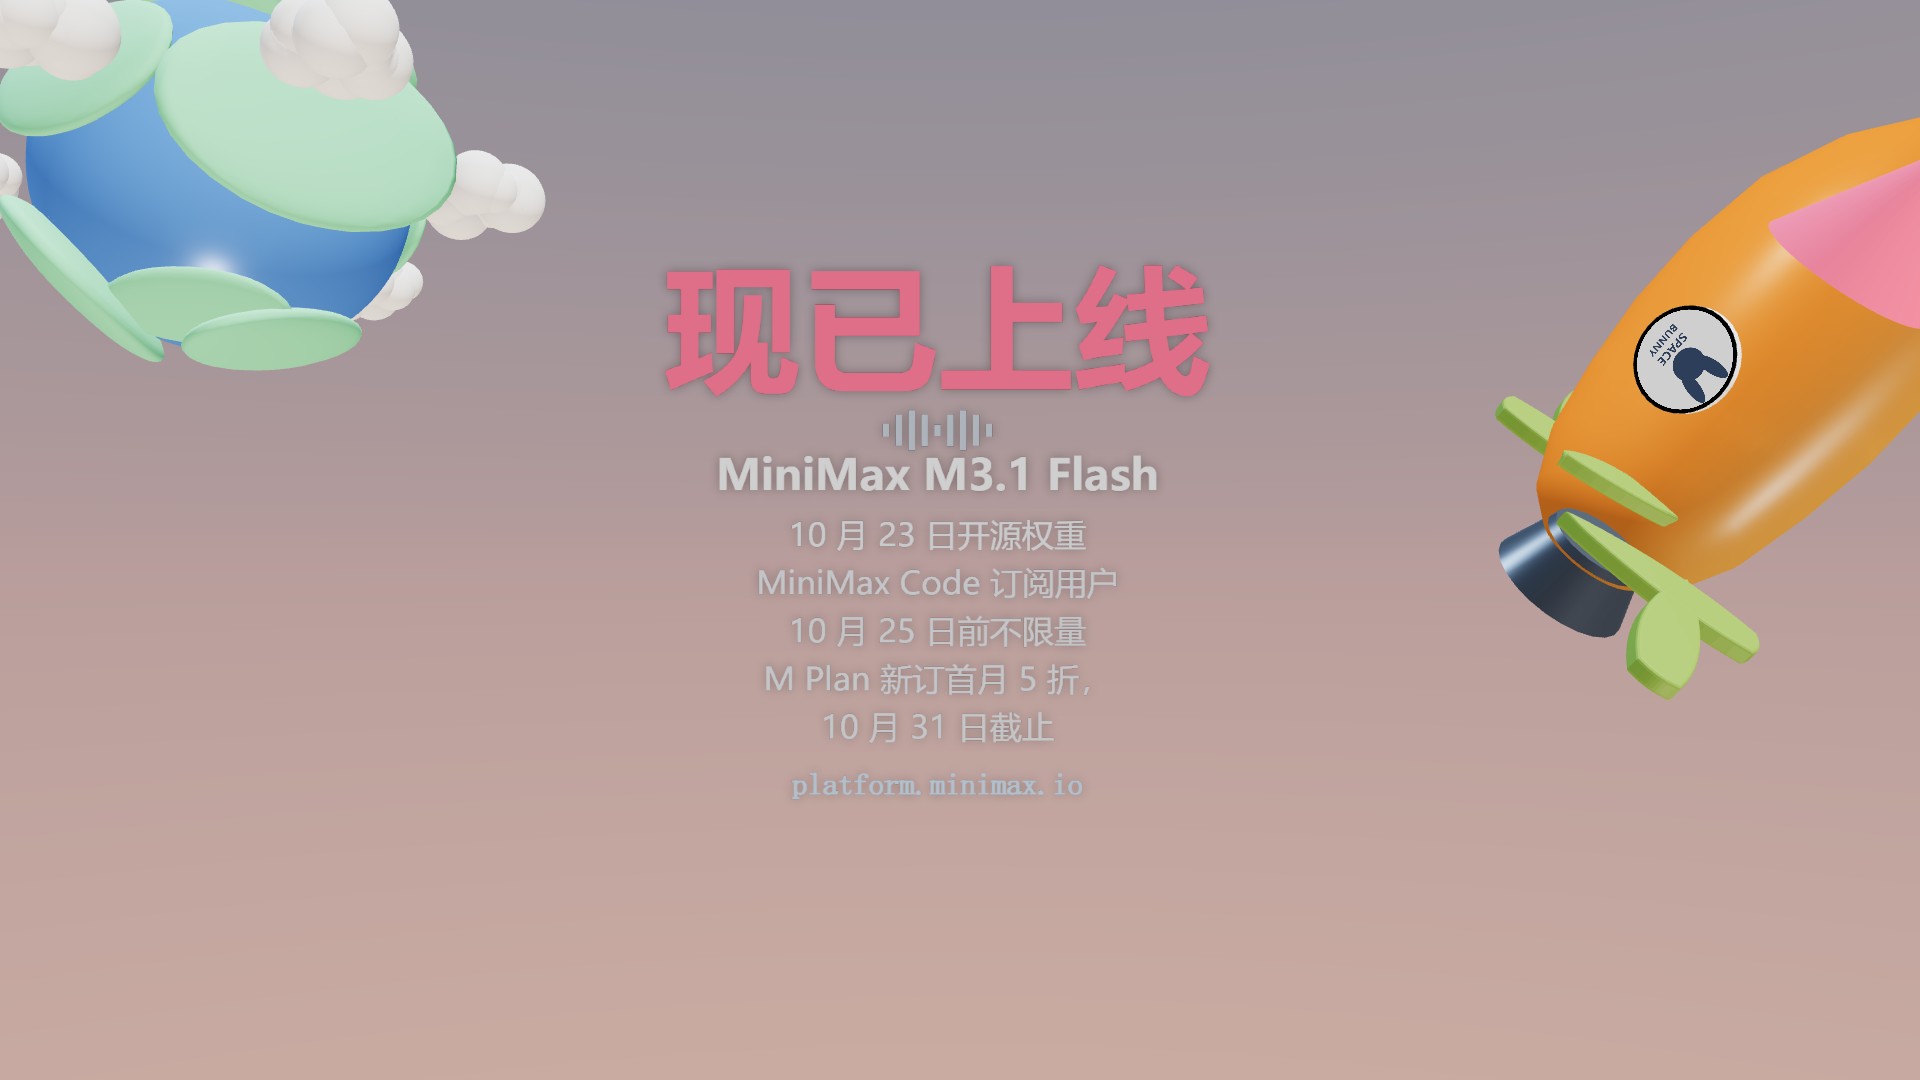 现已上线
MiniMax M3.1 Flash
10 月 23 日开源权重
MiniMax Code 订阅用户
10 月 25 日前不限量
M Plan 新订首月 5 折，
10 月 31 日截止
platform.minimax.io
SPACE
BUNNY